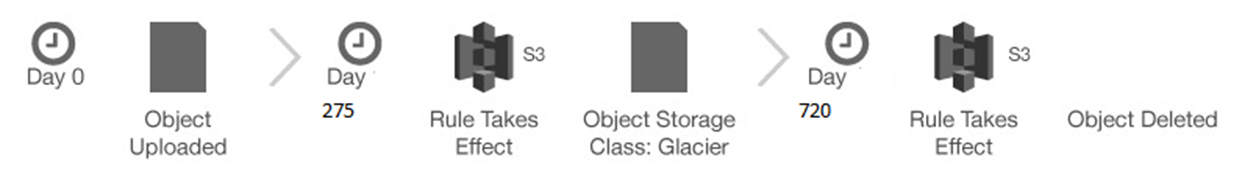 Day 0
Object
Uploaded
Day
275
S3
Rule Takes
Effect
Object Storage
Class: Glacier
Day
720
S3
Rule Takes
Effect
Object Deleted